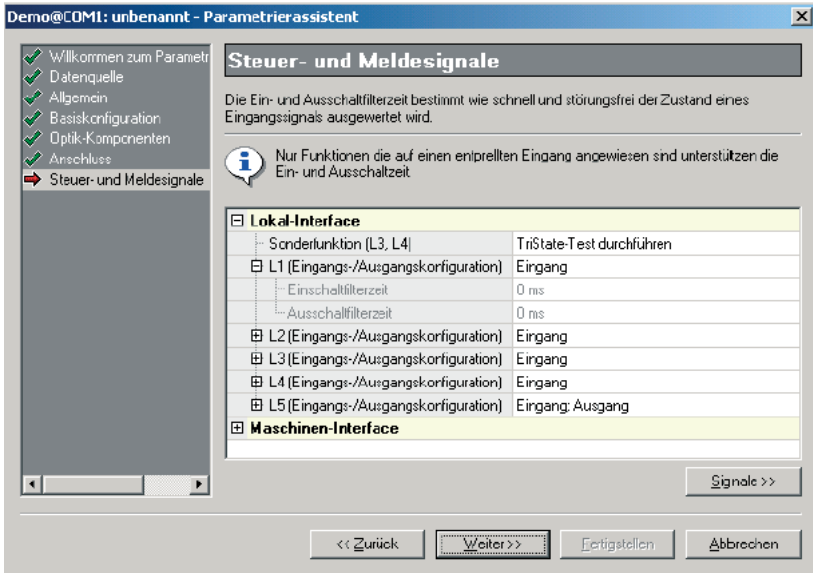 Demo@COM1: unbenannt - Parametrierassistent
Willkommen zum Parametr
Datenquelle
Allgemein
Basiskonfiguration
Optik-Komponenten
Anschluss
Steuer- und Meldesignale
Steuer- und Meldesignale
Die Ein- und Ausschaltfilterzeit bestimmt wie schnell und störungsfrei der Zustand eines
Eingangssignals ausgewertet wird.
Nur Funktionen die auf einen entprellten Eingang angewiesen sind unterstützen die
Ein- und Ausschaltzeit
Lokal-Interface
Sonderfunktion (L3, L4) TriState-Test durchführen
L1 (Eingangs-/Ausgangskonfiguration) Eingang
Einschaltfilterzeit 0 ms
Ausschaltfilterzeit 0 ms
L2 (Eingangs-/Ausgangskonfiguration) Eingang
L3 (Eingangs-/Ausgangskonfiguration) Eingang
L4 (Eingangs-/Ausgangskonfiguration) Eingang
L5 (Eingangs-/Ausgangskonfiguration) Eingang; Ausgang
Maschinen-Interface
Signale >>
<< Zurück Weiter >> Fertigstellen Abbrechen